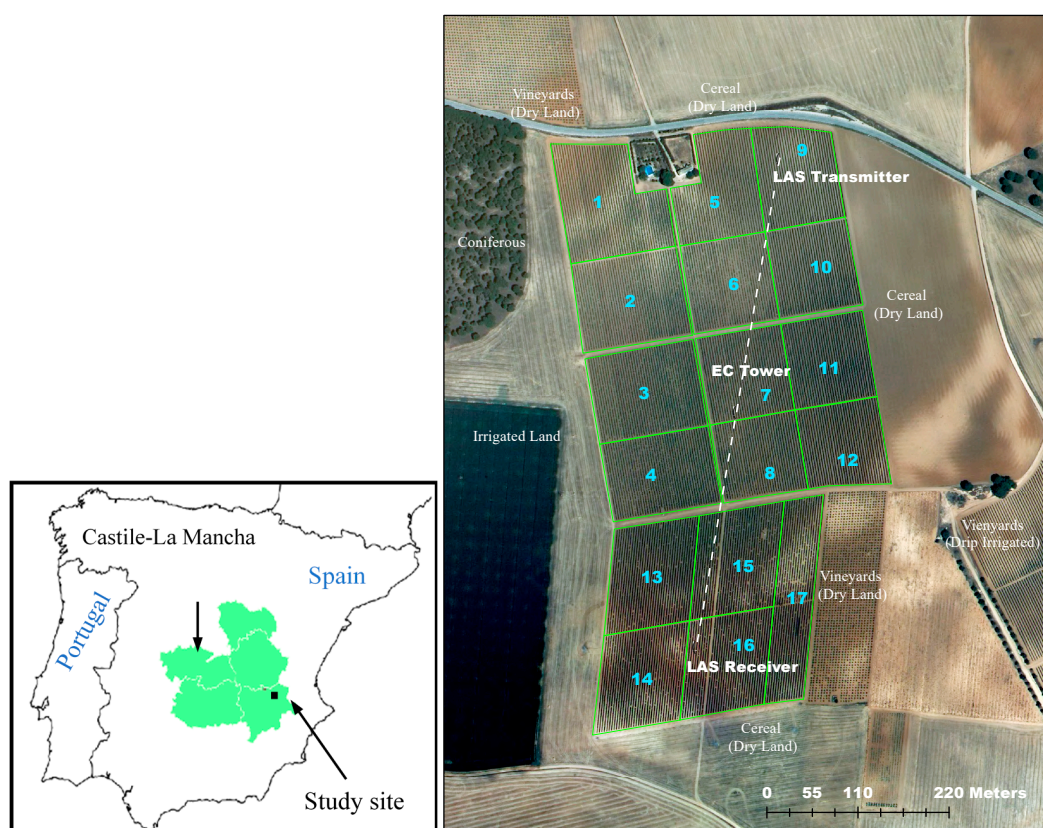 Castile-La Mancha
Spain
Portugal
Study site
Vineyards
(Dry Land)
Cereal
(Dry Land)
9
LAS Transmitter
1
5
Coniferous
10
6
2
Cereal
(Dry Land)
EC Tower
11
3
7
Irrigated Land
12
4
8
Vienyards
(Drip Irrigated)
15
13
Vineyards
(Dry Land)
17
16
LAS Receiver
14
Cereal
(Dry Land)
0 55 110 220 Meters